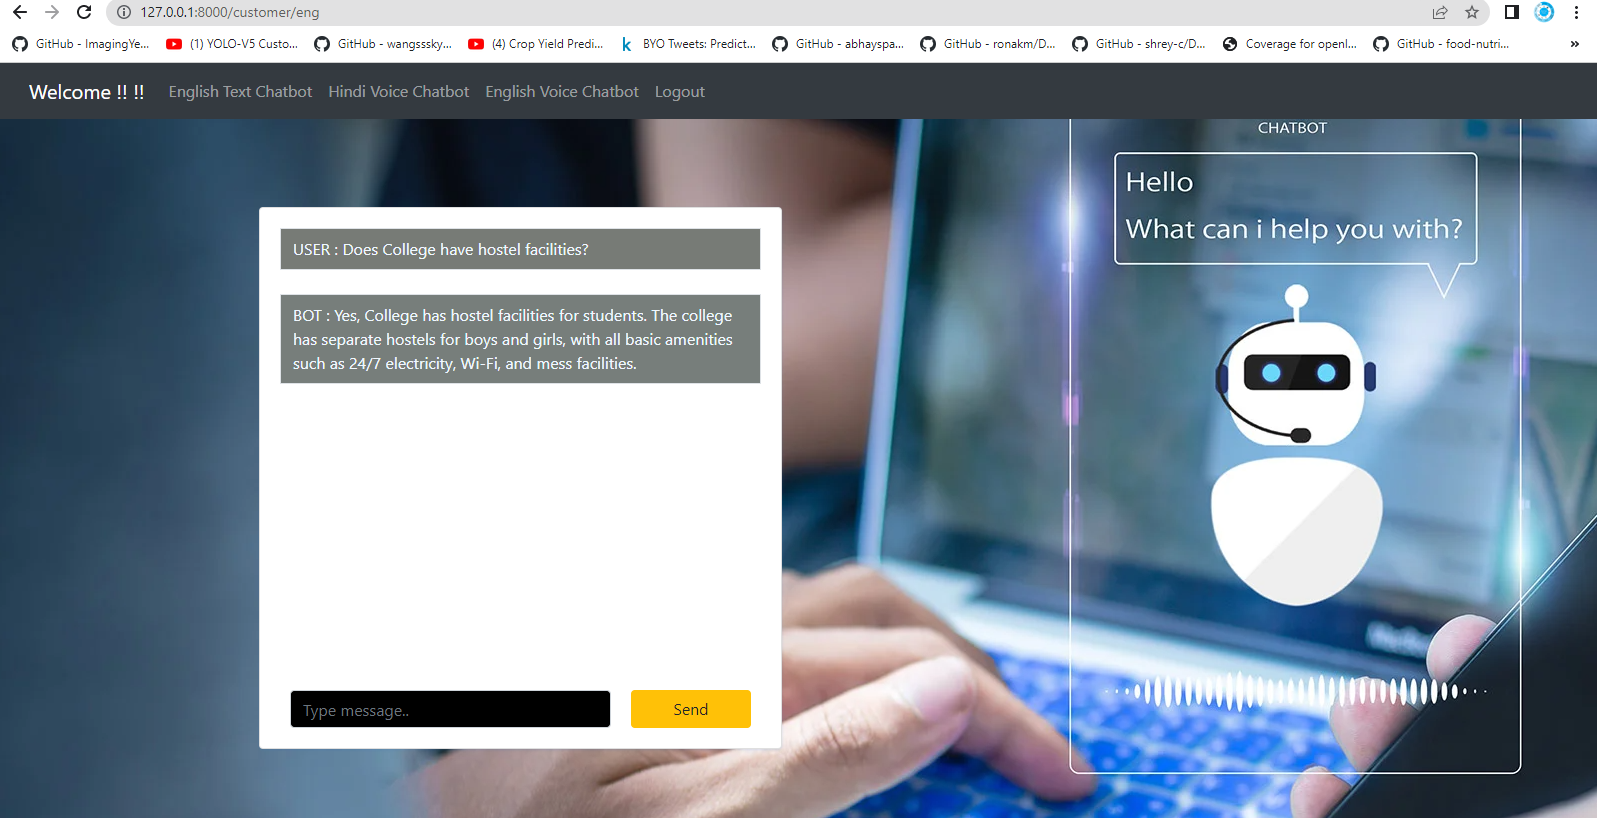 127.0.0.1:8000/customer/eng
GitHub - ImagingYe...
(1) YOLO-V5 Custo...
GitHub - wangsssky...
(4) Crop Yield Predi...
BYO Tweets: Predict...
GitHub - abhayspa...
GitHub - ronakm/D...
GitHub - shrey-c/D...
Coverage for openl...
GitHub - food-nutri...
»
Welcome !! !!
English Text Chatbot
Hindi Voice Chatbot
English Voice Chatbot
Logout
CHATBOT
Hello
What can i help you with?
USER : Does College have hostel facilities?
BOT : Yes, College has hostel facilities for students. The college
has separate hostels for boys and girls, with all basic amenities
such as 24/7 electricity, Wi-Fi, and mess facilities.
Type message..
Send